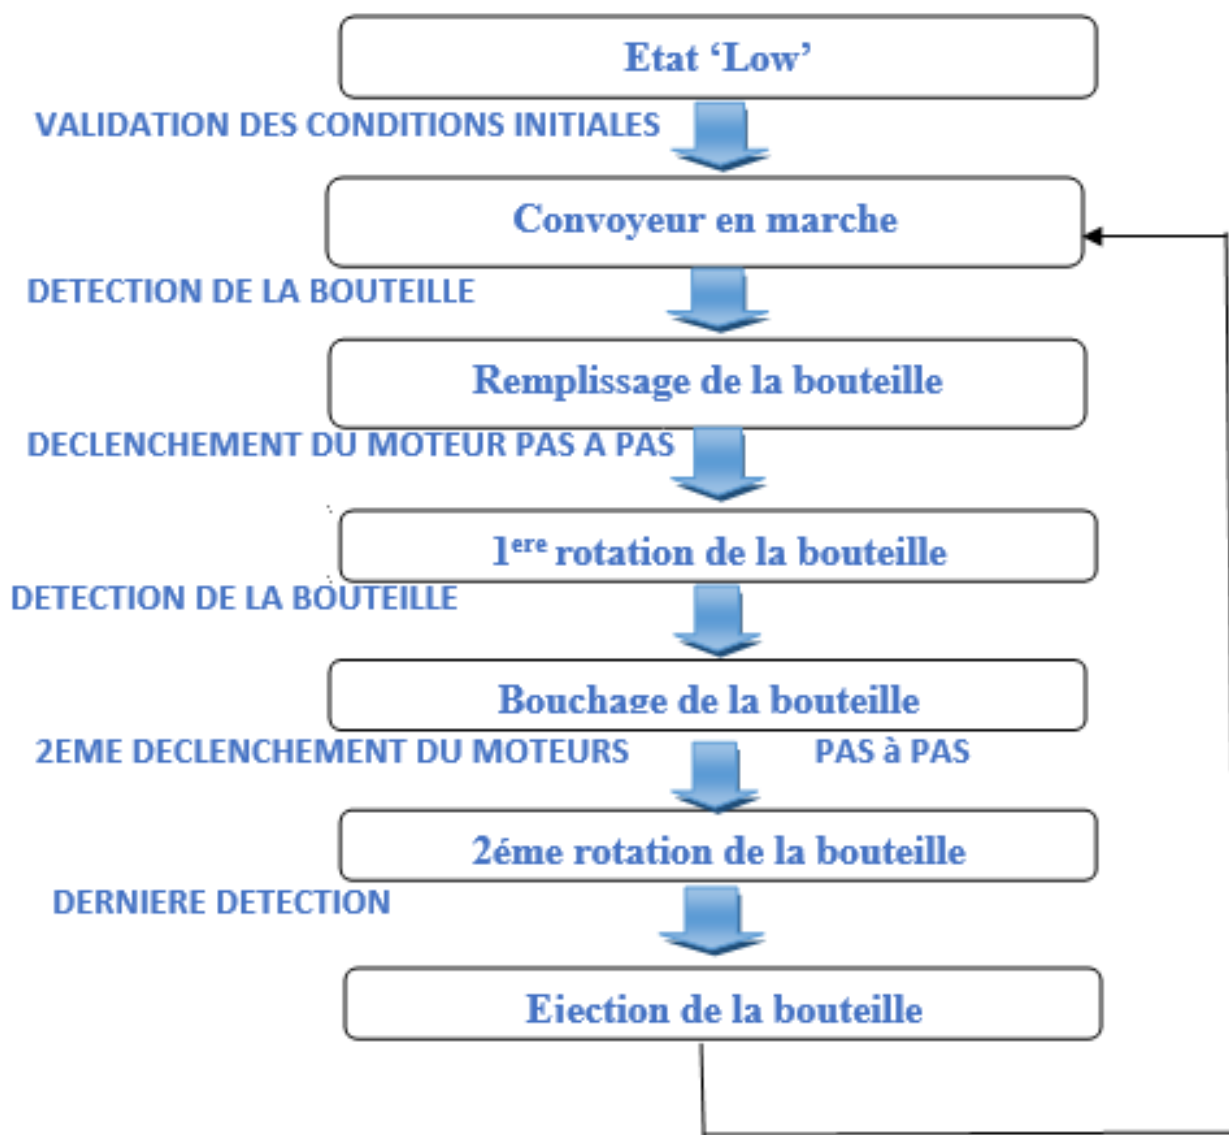 Etat ‘Low’
VALIDATION DES CONDITIONS INITIALES
Convoyeur en marche
DETECTION DE LA BOUTEILLE
Remplissage de la bouteille
DECLENCHEMENT DU MOTEUR PAS A PAS
1ere rotation de la bouteille
DETECTION DE LA BOUTEILLE
Bouchage de la bouteille
2EME DECLENCHEMENT DU MOTEURS PAS à PAS
2éme rotation de la bouteille
DERNIERE DETECTION
Ejection de la bouteille